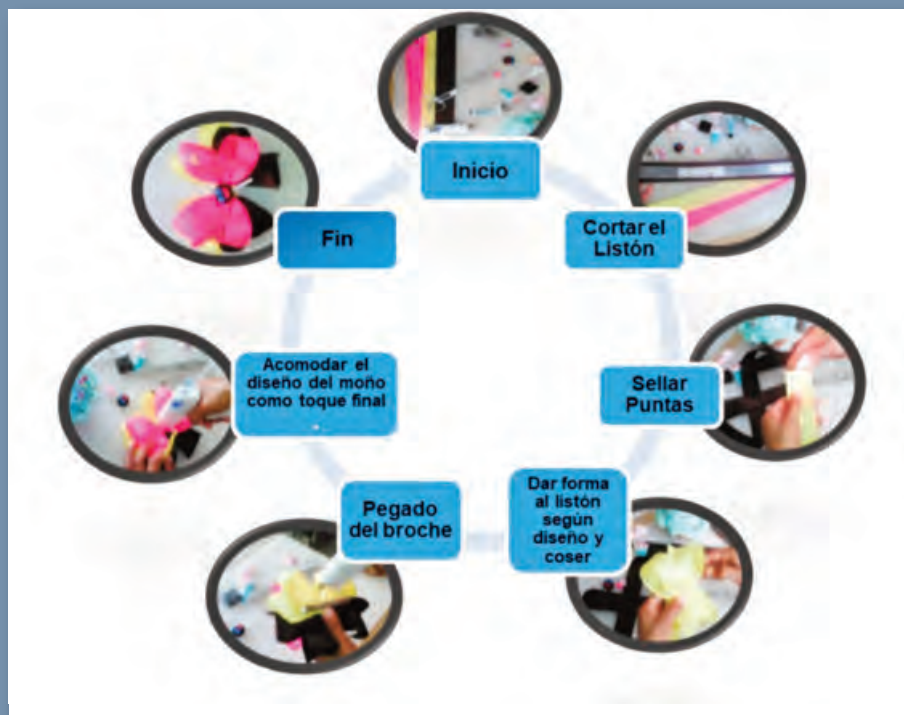 Inicio
Cortar el
Listón
Sellar
Puntas
Dar forma
al listón
según
diseño y
coser
Pegado
del broche
Acomodar el
diseño del moño
como toque final
.
Fin